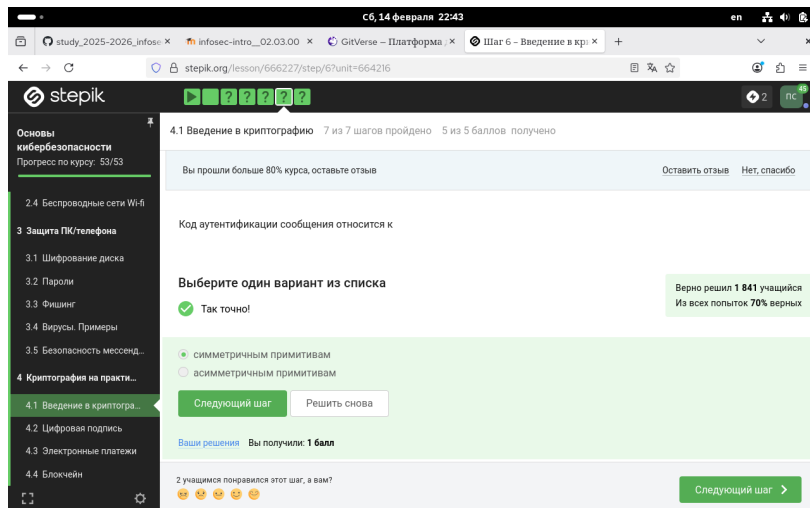 Сб, 14 февраля 22:43
en
study_2025-2026_infose
infosec-intro__02.03.00
GitVerse – Платформа
Шаг 6 – Введение в кр
stepik.org/lesson/666227/step/6?unit=664216
stepik
? ? ? ? ?
2
ПС
45
Основы кибербезопасности
Прогресс по курсу: 53/53
2.4 Беспроводные сети Wi-fi
3 Защита ПК/телефона
3.1 Шифрование диска
3.2 Пароли
3.3 Фишинг
3.4 Вирусы. Примеры
3.5 Безопасность мессенд...
4 Криптография на практи...
4.1 Введение в криптогра...
4.2 Цифровая подпись
4.3 Электронные платежи
4.4 Блокчейн
4.1 Введение в криптографию 7 из 7 шагов пройдено 5 из 5 баллов получено
Вы прошли больше 80% курса, оставьте отзыв
Оставить отзыв Нет, спасибо
Код аутентификации сообщения относится к
Выберите один вариант из списка
Так точно!
Верно решил 1 841 учащийся
Из всех попыток 70% верных
симметричным примитивам
асимметричным примитивам
Следующий шаг
Решить снова
Ваши решения Вы получили: 1 балл
2 учащимся понравился этот шаг, а вам?
Следующий шаг